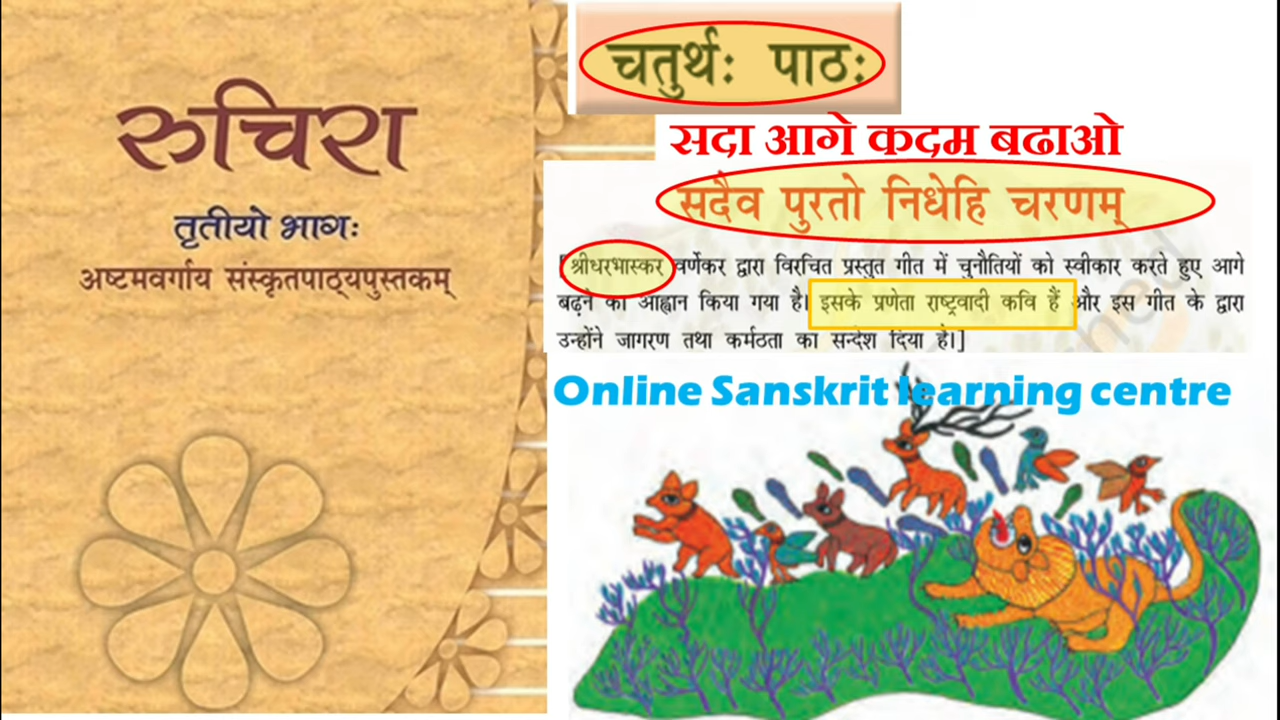 रुचिरा
तृतीयो भागः
अष्टमवर्गाय संस्कृतपाठ्यपुस्तकम्
चतुर्थः पाठः
सदा आगे कदम बढाओ
सदैव पुरतो निधेहि चरणम्
[श्रीधरभास्कर वर्णेकर द्वारा विरचित प्रस्तुत गीत में चुनौतियों को स्वीकार करते हुए आगे
बढ़ने का आह्वान किया गया है। इसके प्रणेता राष्ट्रवादी कवि हैं और इस गीत के द्वारा
उन्होंने जागरण तथा कर्मठता का सन्देश दिया है।]
Online Sanskrit learning centre